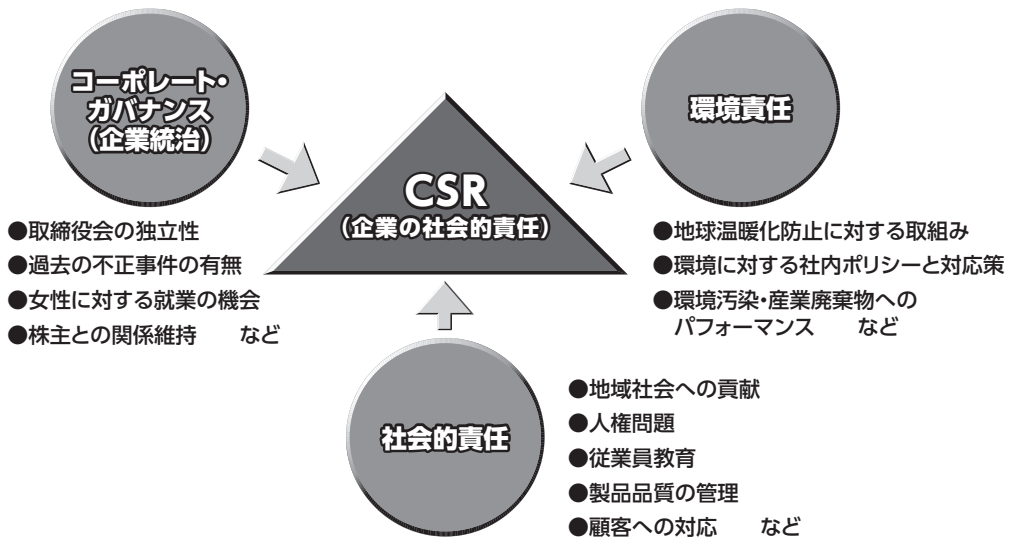 コーポレート・
ガバナンス
(企業統治)
●取締役会の独立性
●過去の不正事件の有無
●女性に対する就業の機会
●株主との関係維持　など
CSR
(企業の社会的責任)
環境責任
●地球温暖化防止に対する取組み
●環境に対する社内ポリシーと対応策
●環境汚染・産業廃棄物への
パフォーマンス　など
社会的責任
●地域社会への貢献
●人権問題
●従業員教育
●製品品質の管理
●顧客への対応　など